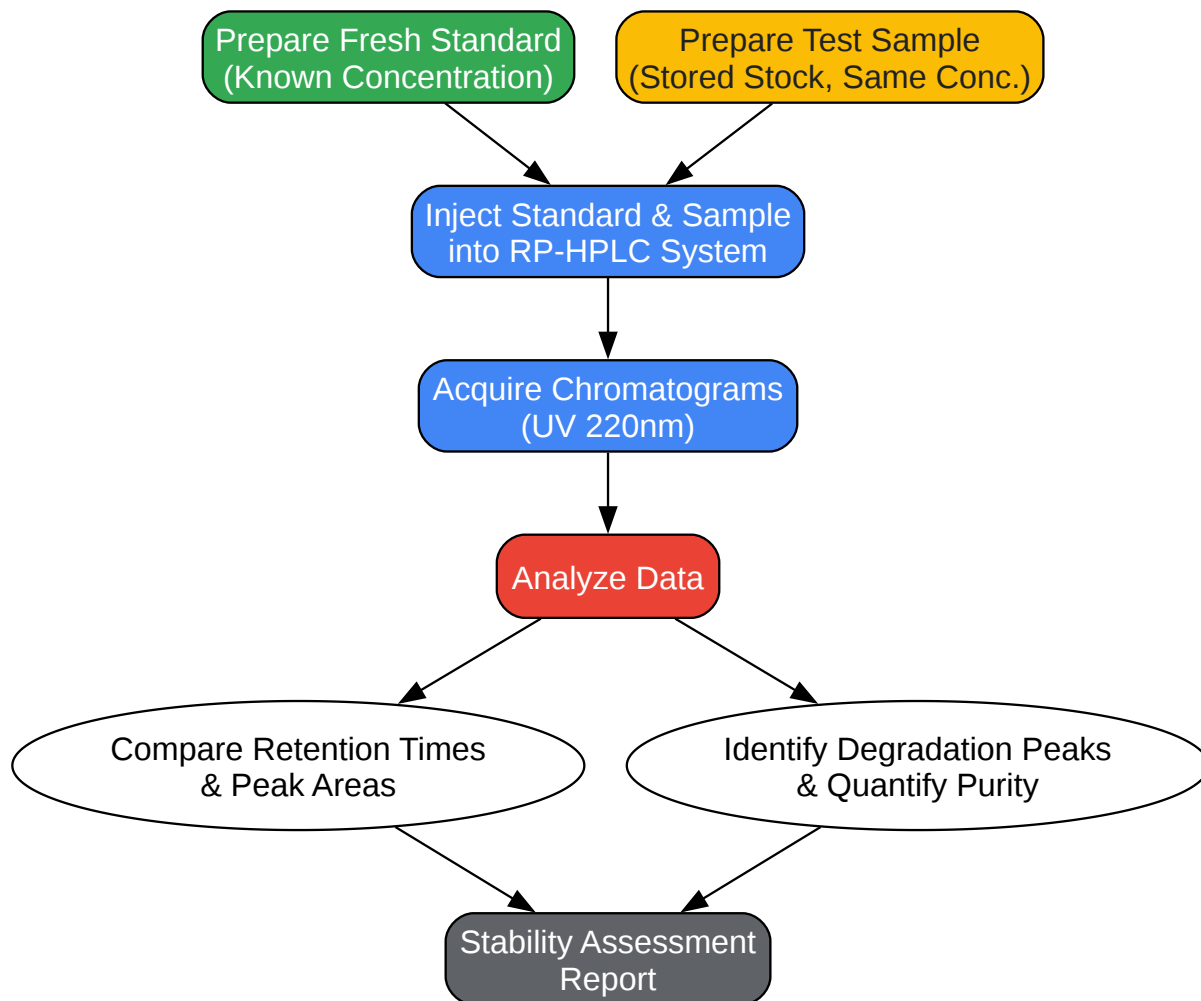 Prepare Fresh Standard
(Known Concentration)
Prepare Test Sample
(Stored Stock, Same Conc.)
Inject Standard & Sample
into RP-HPLC System
Acquire Chromatograms
(UV 220nm)
Analyze Data
Compare Retention Times
& Peak Areas
Identify Degradation Peaks
& Quantify Purity
Stability Assessment
Report